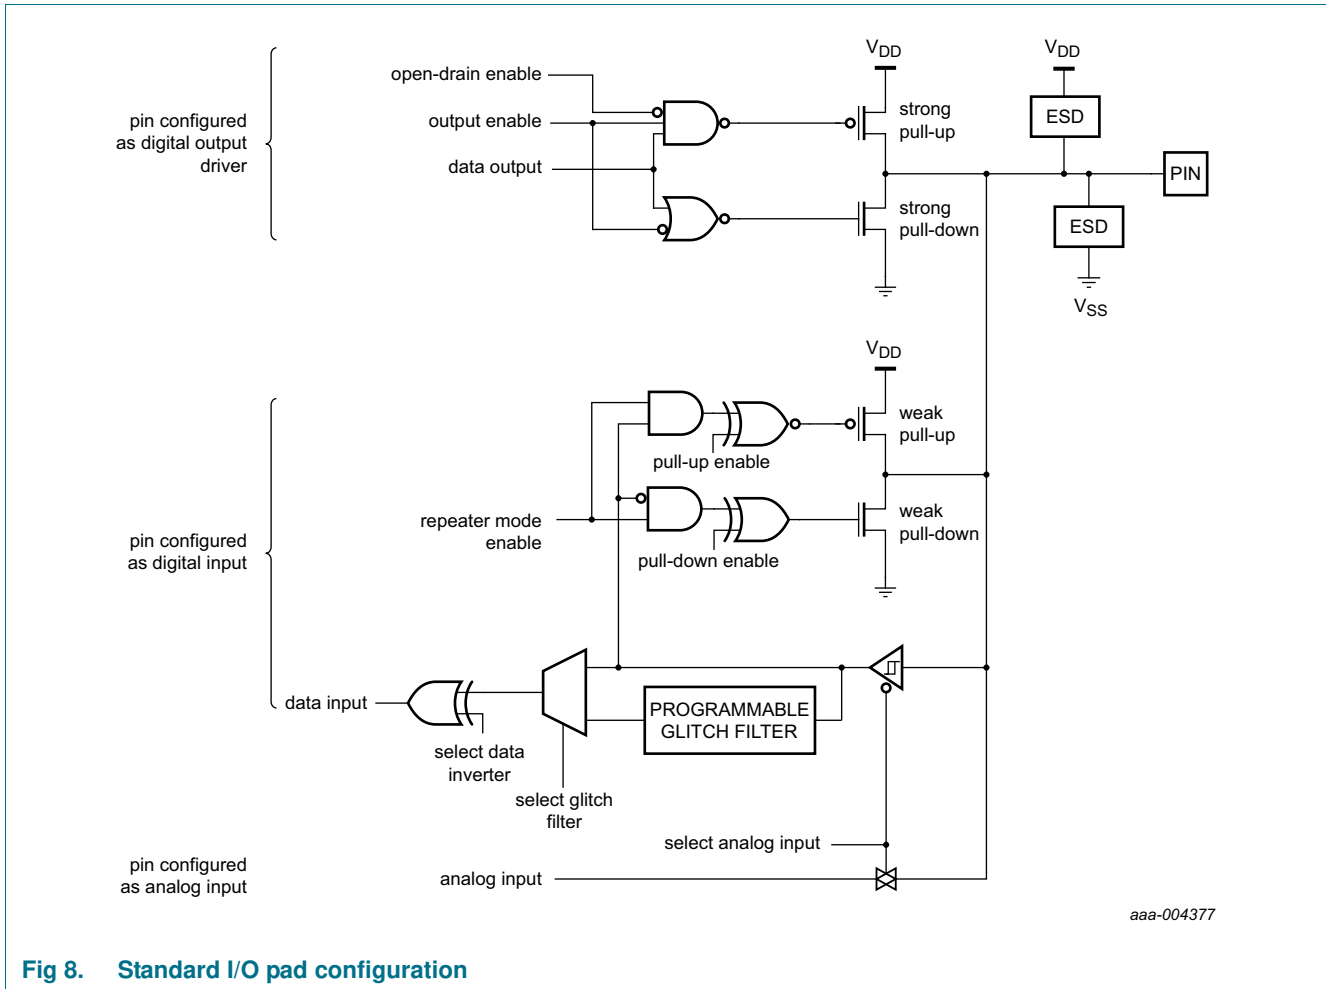 VDD
VDD
open-drain enable
strong
pull-up
ESD
pin configured
as digital output
driver
output enable
data output
PIN
strong
pull-down
ESD
VSS
VDD
weak
pull-up
pull-up enable
repeater mode
enable
weak
pull-down
pin configured
as digital input
pull-down enable
data input
PROGRAMMABLE
GLITCH FILTER
select data
inverter
select glitch
filter
select analog input
pin configured
as analog input
analog input
aaa-004377
Fig 8. Standard I/O pad configuration